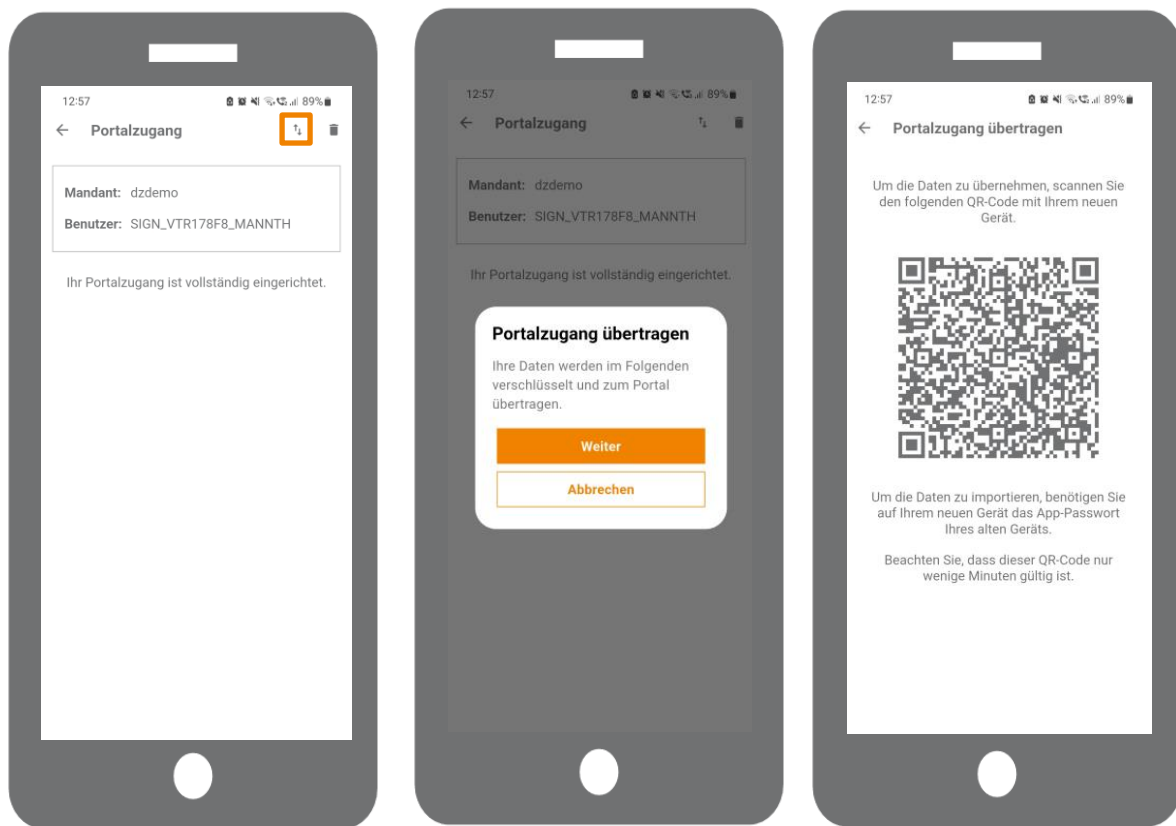 12:57
89%
Portalzugang
Mandant: dzdemo
Benutzer: SIGN_VTR178F8_MANNTH
Ihr Portalzugang ist vollständig eingerichtet.
12:57
89%
Portalzugang
Mandant: dzdemo
Benutzer: SIGN_VTR178F8_MANNTH
Ihr Portalzugang ist vollständig eingerichtet.
Portalzugang übertragen
Ihre Daten werden im Folgenden
verschlüsselt und zum Portal
übertragen.
Weiter
Abbrechen
12:57
89%
Portalzugang übertragen
Um die Daten zu übernehmen, scannen Sie
den folgenden QR-Code mit Ihrem neuen
Gerät.
Um die Daten zu importieren, benötigen Sie
auf Ihrem neuen Gerät das App-Passwort
Ihres alten Geräts.
Beachten Sie, dass dieser QR-Code nur
wenige Minuten gültig ist.